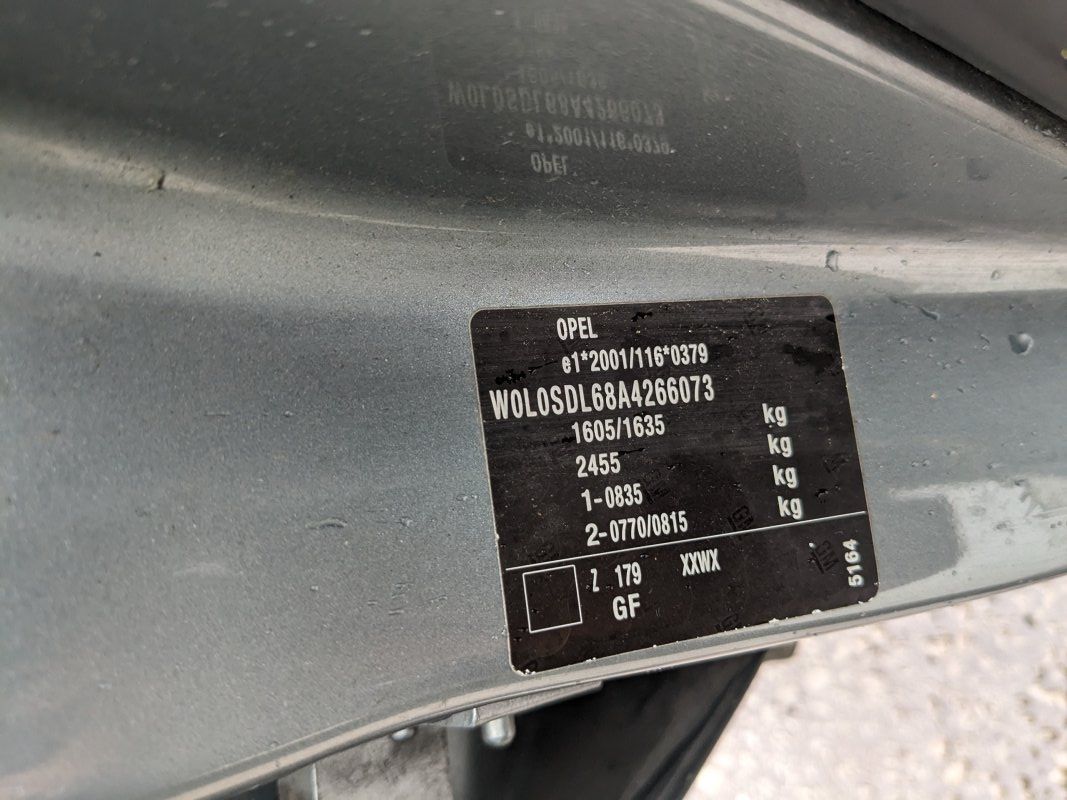 OPEL
e1*2001/116*0379
W0L0SDL68A4266073
1605/1635 kg
2455 kg
1-0835 kg
2-0770/0815 kg
Z 179 XXWX
GF
5164